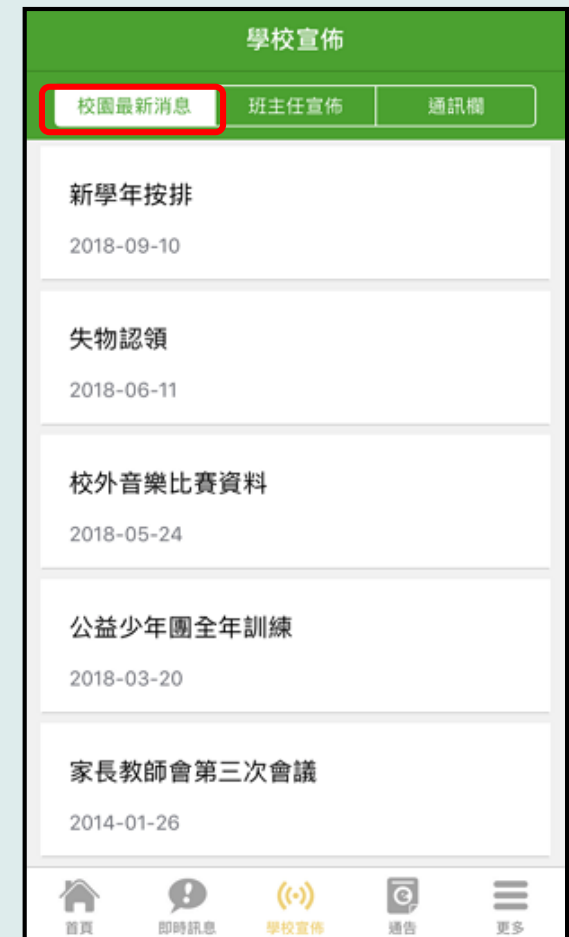 學校宣佈
校園最新消息 班主任宣佈 通訊欄
新學年按排
2018-09-10
失物認領
2018-06-11
校外音樂比賽資料
2018-05-24
公益少年團全年訓練
2018-03-20
家長教師會第三次會議
2014-01-26
首頁 即時訊息 學校宣佈 通告 更多